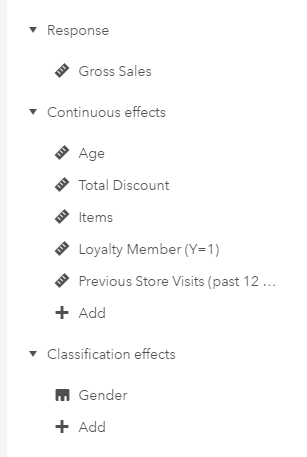 Response
Gross Sales
Continuous effects
Age
Total Discount
Items
Loyalty Member (Y=1)
Previous Store Visits (past 12 ...
Add
Classification effects
Gender
Add